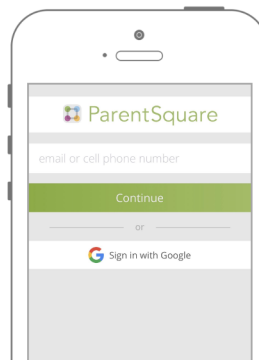 ParentSquare
email or cell phone number
Continue
or
Sign in with Google